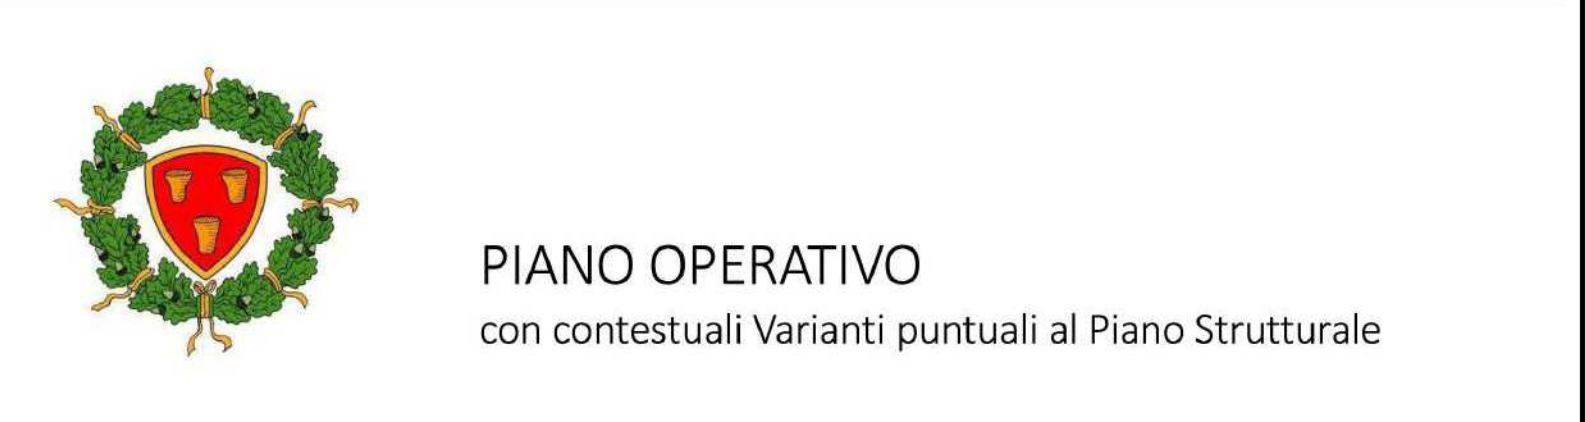 PIANO OPERATIVO
con contestuali Varianti puntuali al Piano Strutturale